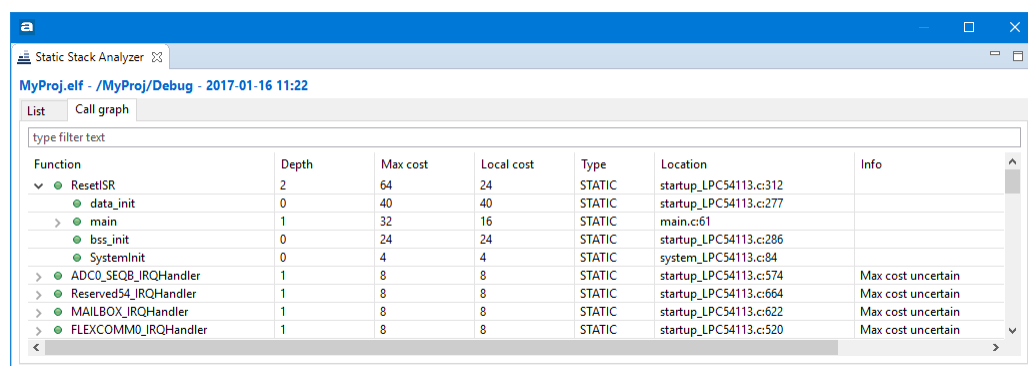 a
Static Stack Analyzer
MyProj.elf - /MyProj/Debug - 2017-01-16 11:22
List Call graph
type filter text
Function Depth Max cost Local cost Type Location Info
ResetISR 2 64 24 STATIC startup_LPC54113.c:312
data_init 0 40 40 STATIC startup_LPC54113.c:277
main 1 32 16 STATIC main.c:61
bss_init 0 24 24 STATIC startup_LPC54113.c:286
SystemInit 0 4 4 STATIC system_LPC54113.c:84
ADC0_SEQB_IRQHandler 1 8 8 STATIC startup_LPC54113.c:574 Max cost uncertain
Reserved54_IRQHandler 1 8 8 STATIC startup_LPC54113.c:664 Max cost uncertain
MAILBOX_IRQHandler 1 8 8 STATIC startup_LPC54113.c:622 Max cost uncertain
FLEXCOMM0_IRQHandler 1 8 8 STATIC startup_LPC54113.c:520 Max cost uncertain